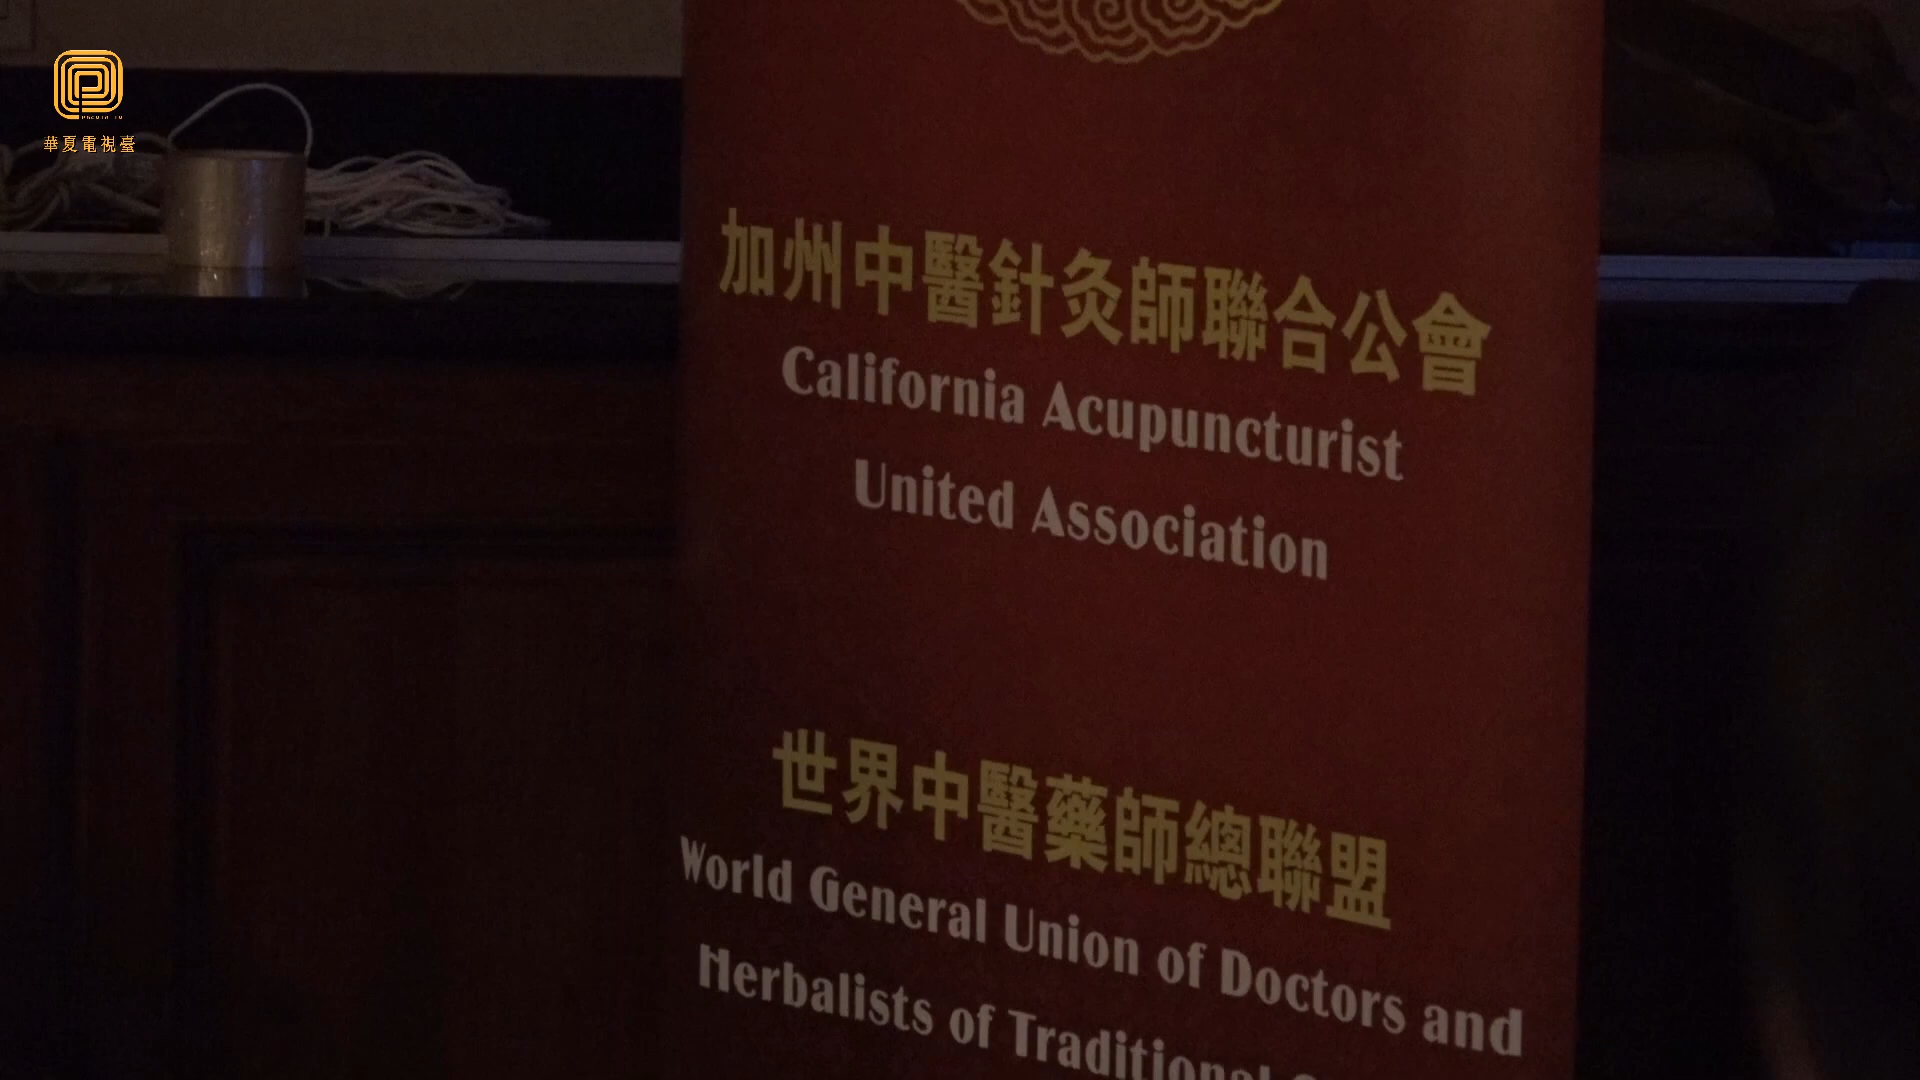 華夏電視臺
加州中醫針灸師聯合公會
California Acupuncturist
United Association
世界中醫藥師總聯盟
World General Union of Doctors and
Herbalists of Traditional